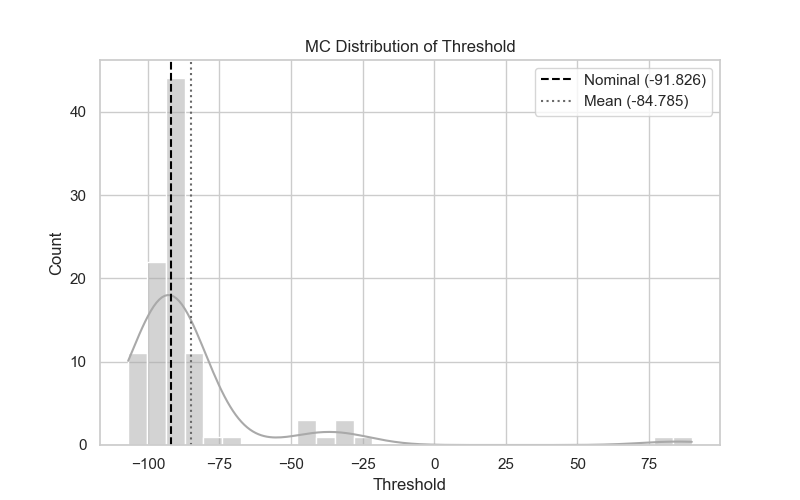 MC Distribution of Threshold
Nominal (-91.826)
Mean (-84.785)
Count
40
30
20
10
0
−100
−75
−50
−25
0
25
50
75
Threshold